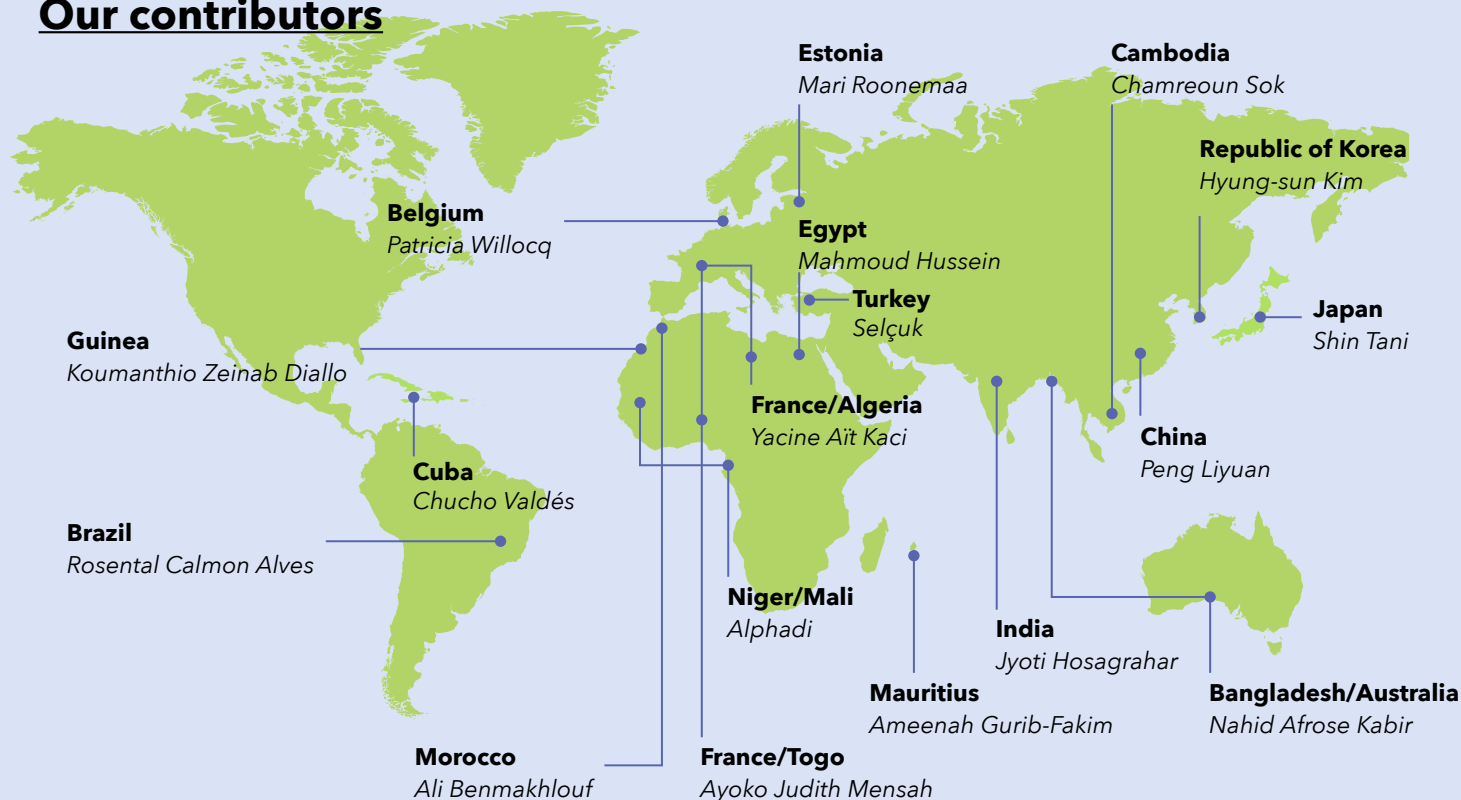 Our contributors
Estonia
Mari Roonemaa
Cambodia
Chamreoun Sok
Republic of Korea
Hyung-sun Kim
Belgium
Patricia Willocq
Egypt
Mahmoud Hussein
Turkey
Selçuk
Japan
Shin Tani
Guinea
Koumanthio Zeinab Diallo
France/Algeria
Yacine Aït Kaci
China
Peng Liyuan
Cuba
Chucho Valdés
Brazil
Rosental Calmon Alves
Niger/Mali
Alphadi
India
Jyoti Hosagrahar
Mauritius
Ameenah Gurib-Fakim
Bangladesh/Australia
Nahid Afrose Kabir
Morocco
Ali Benmakhlouf
France/Togo
Ayoko Judith Mensah